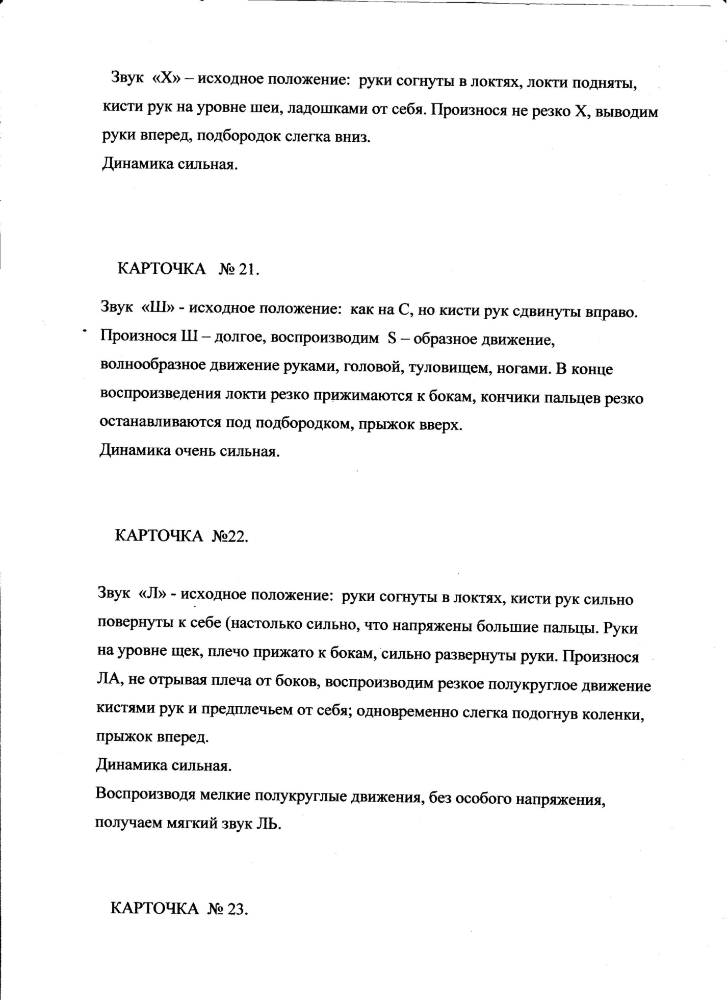 Звук «Х» – исходное положение: руки согнуты в локтях, локти подняты,
кисти рук на уровне шеи, ладошками от себя. Произнося не резко Х, выводим
руки вперед, подбородок слегка вниз.
Динамика сильная.
КАРТОЧКА № 21.
Звук «Ш» - исходное положение: как на С, но кисти рук сдвинуты вправо.
Произнося Ш – долгое, воспроизводим S – образное движение,
волнообразное движение руками, головой, туловищем, ногами. В конце
воспроизведения локти резко прижимаются к бокам, кончики пальцев резко
останавливаются под подбородком, прыжок вверх.
Динамика очень сильная.
КАРТОЧКА №22.
Звук «Л» - исходное положение: руки согнуты в локтях, кисти рук сильно
повернуты к себе (настолько сильно, что напряжены большие пальцы. Руки
на уровне щек, плечо прижато к бокам, сильно развернуты руки. Произнося
ЛА, не отрывая плеча от боков, воспроизводим резкое полукруглое движение
кистями рук и предплечьем от себя; одновременно слегка подогнув коленки,
прыжок вперед.
Динамика сильная.
Воспроизводя мелкие полукруглые движения, без особого напряжения,
получаем мягкий звук ЛЬ.
КАРТОЧКА № 23.